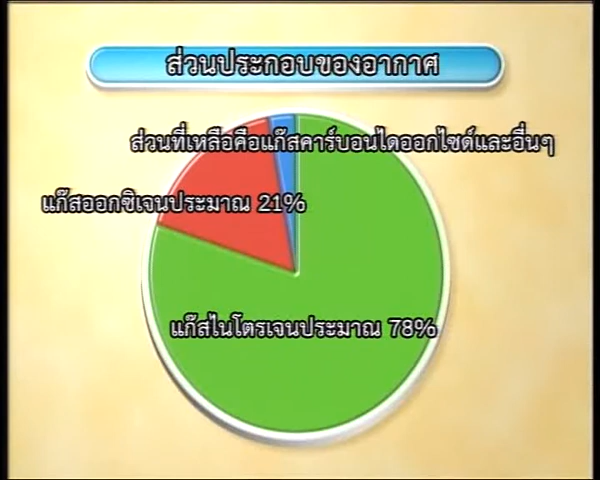 ส่วนประกอบของอากาศ
ส่วนที่เหลือคือแก๊สคาร์บอนไดออกไซด์และอื่นๆ
แก๊สออกซิเจนประมาณ 21%
แก๊สไนโตรเจนประมาณ 78%